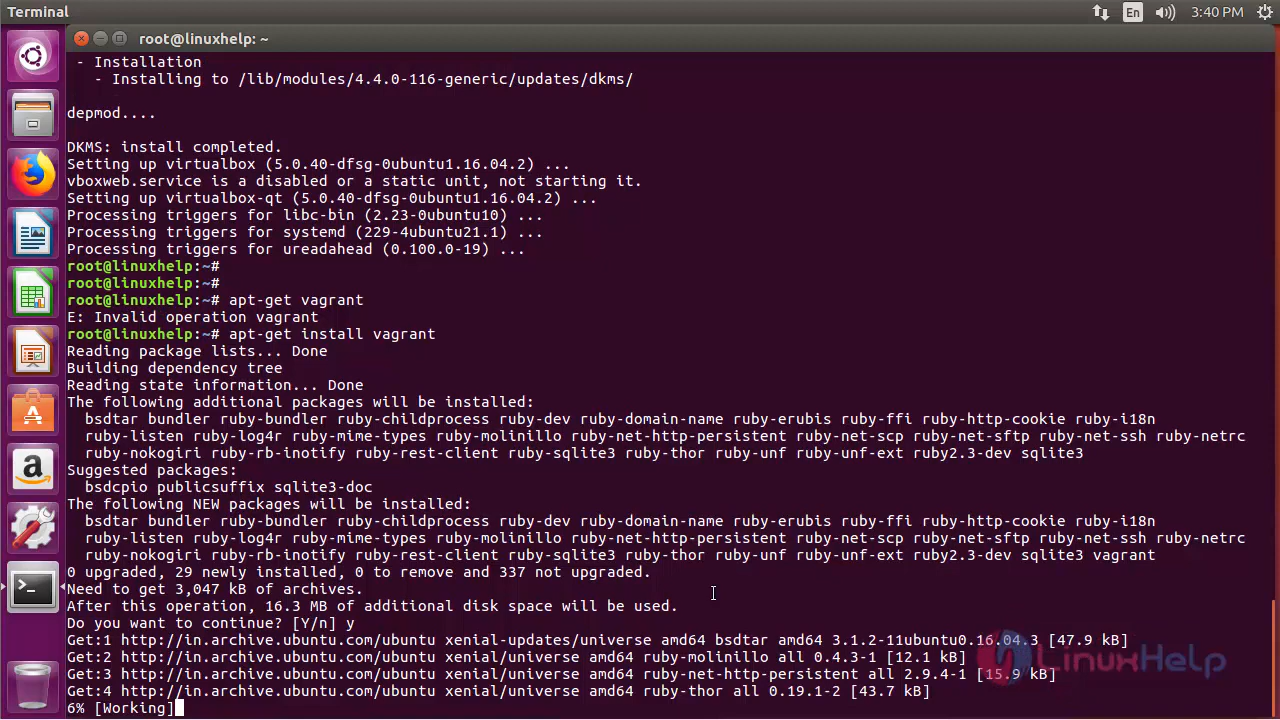 Terminal
En
3:40 PM
root@linuxhelp: ~
- Installation
- Installing to /lib/modules/4.4.0-116-generic/updates/dkms/
depmod....
DKMS: install completed.
Setting up virtualbox (5.0.40-dfsg-0ubuntu1.16.04.2) ...
vboxweb.service is a disabled or a static unit, not starting it.
Setting up virtualbox-qt (5.0.40-dfsg-0ubuntu1.16.04.2) ...
Processing triggers for libc-bin (2.23-0ubuntu10) ...
Processing triggers for systemd (229-4ubuntu21.1) ...
Processing triggers for ureadahead (0.100.0-19) ...
root@linuxhelp:~#
root@linuxhelp:~#
root@linuxhelp:~# apt-get vagrant
E: Invalid operation vagrant
root@linuxhelp:~# apt-get install vagrant
Reading package lists... Done
Building dependency tree
Reading state information... Done
The following additional packages will be installed:
bsdtar bundler ruby-bundler ruby-childprocess ruby-dev ruby-domain-name ruby-erubis ruby-ffi ruby-http-cookie ruby-i18n
ruby-listen ruby-log4r ruby-mime-types ruby-molinillo ruby-net-http-persistent ruby-net-scp ruby-net-sftp ruby-net-ssh ruby-netrc
ruby-nokogiri ruby-rb-inotify ruby-rest-client ruby-sqlite3 ruby-thor ruby-unf ruby-unf-ext ruby2.3-dev sqlite3
Suggested packages:
bsdcpio publicsuffix sqlite3-doc
The following NEW packages will be installed:
bsdtar bundler ruby-bundler ruby-childprocess ruby-dev ruby-domain-name ruby-erubis ruby-ffi ruby-http-cookie ruby-i18n
ruby-listen ruby-log4r ruby-mime-types ruby-molinillo ruby-net-http-persistent ruby-net-scp ruby-net-sftp ruby-net-ssh ruby-netrc
ruby-nokogiri ruby-rb-inotify ruby-rest-client ruby-sqlite3 ruby-thor ruby-unf ruby-unf-ext ruby2.3-dev sqlite3 vagrant
0 upgraded, 29 newly installed, 0 to remove and 337 not upgraded.
Need to get 3,047 kB of archives.
After this operation, 16.3 MB of additional disk space will be used.
Do you want to continue? [Y/n] y
Get:1 http://in.archive.ubuntu.com/ubuntu xenial-updates/universe amd64 bsdtar amd64 3.1.2-11ubuntu0.16.04.3 [47.9 kB]
Get:2 http://in.archive.ubuntu.com/ubuntu xenial/universe amd64 ruby-molinillo all 0.4.3-1 [12.1 kB]
Get:3 http://in.archive.ubuntu.com/ubuntu xenial/universe amd64 ruby-net-http-persistent all 2.9.4-1 [15.9 kB]
Get:4 http://in.archive.ubuntu.com/ubuntu xenial/universe amd64 ruby-thor all 0.19.1-2 [43.7 kB]
6% [Working]
LinuxHelp